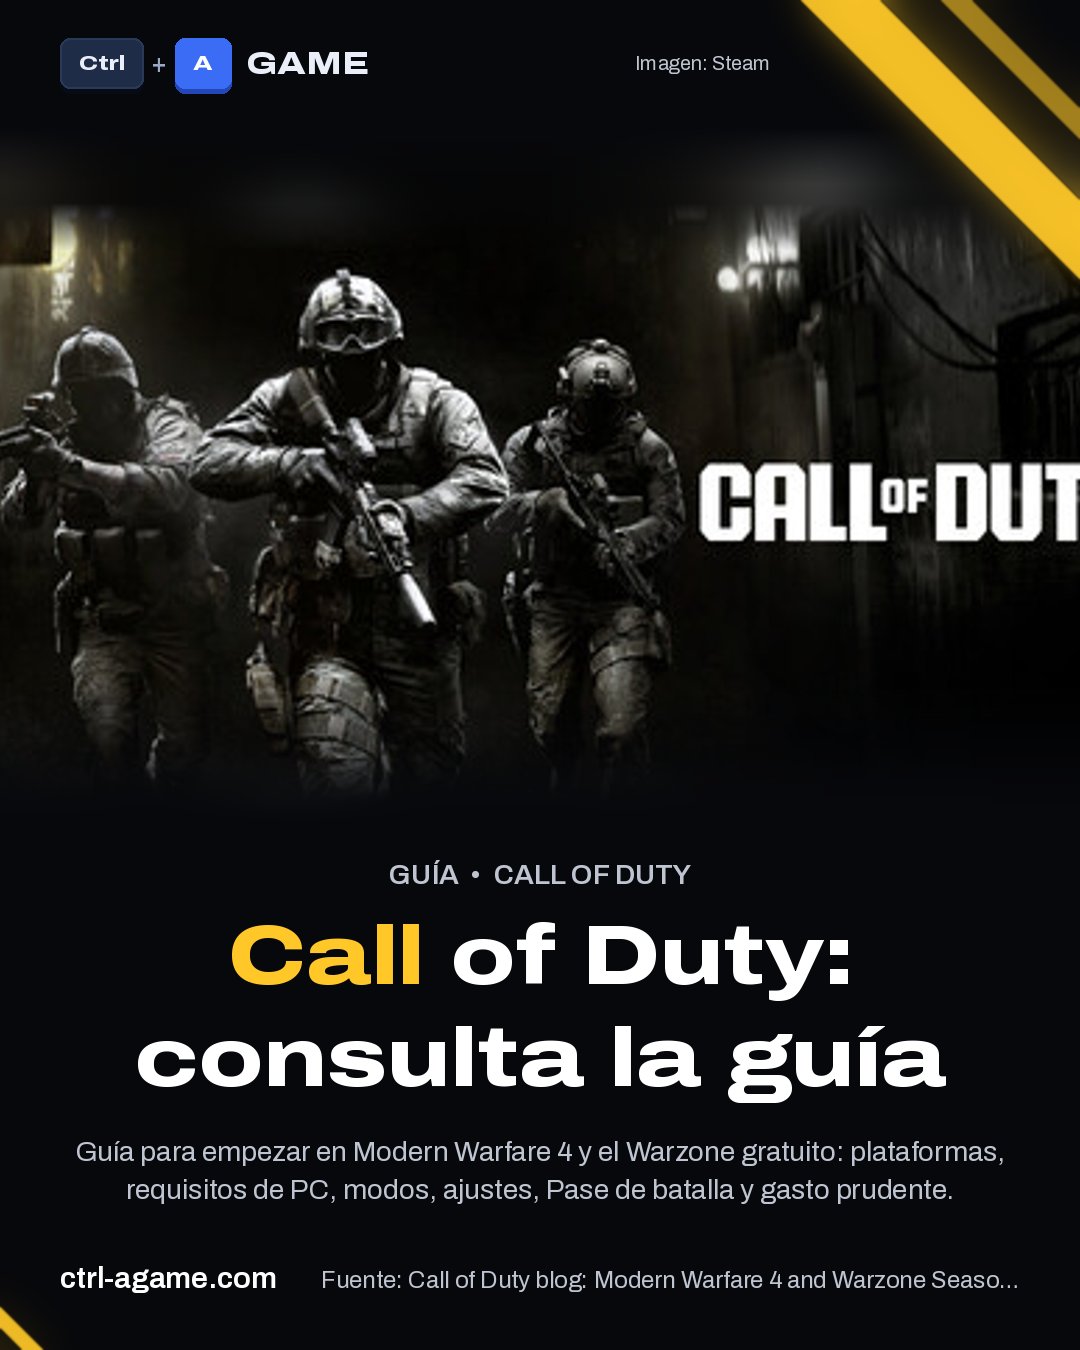 Ctrl + A GAME
Imagen: Steam
CALL OF DUT
GUÍA • CALL OF DUTY
Call of Duty:
consulta la guía
Guía para empezar en Modern Warfare 4 y el Warzone gratuito: plataformas,
requisitos de PC, modos, ajustes, Pase de batalla y gasto prudente.
ctrl-agame.com
Fuente: Call of Duty blog: Modern Warfare 4 and Warzone Seaso...